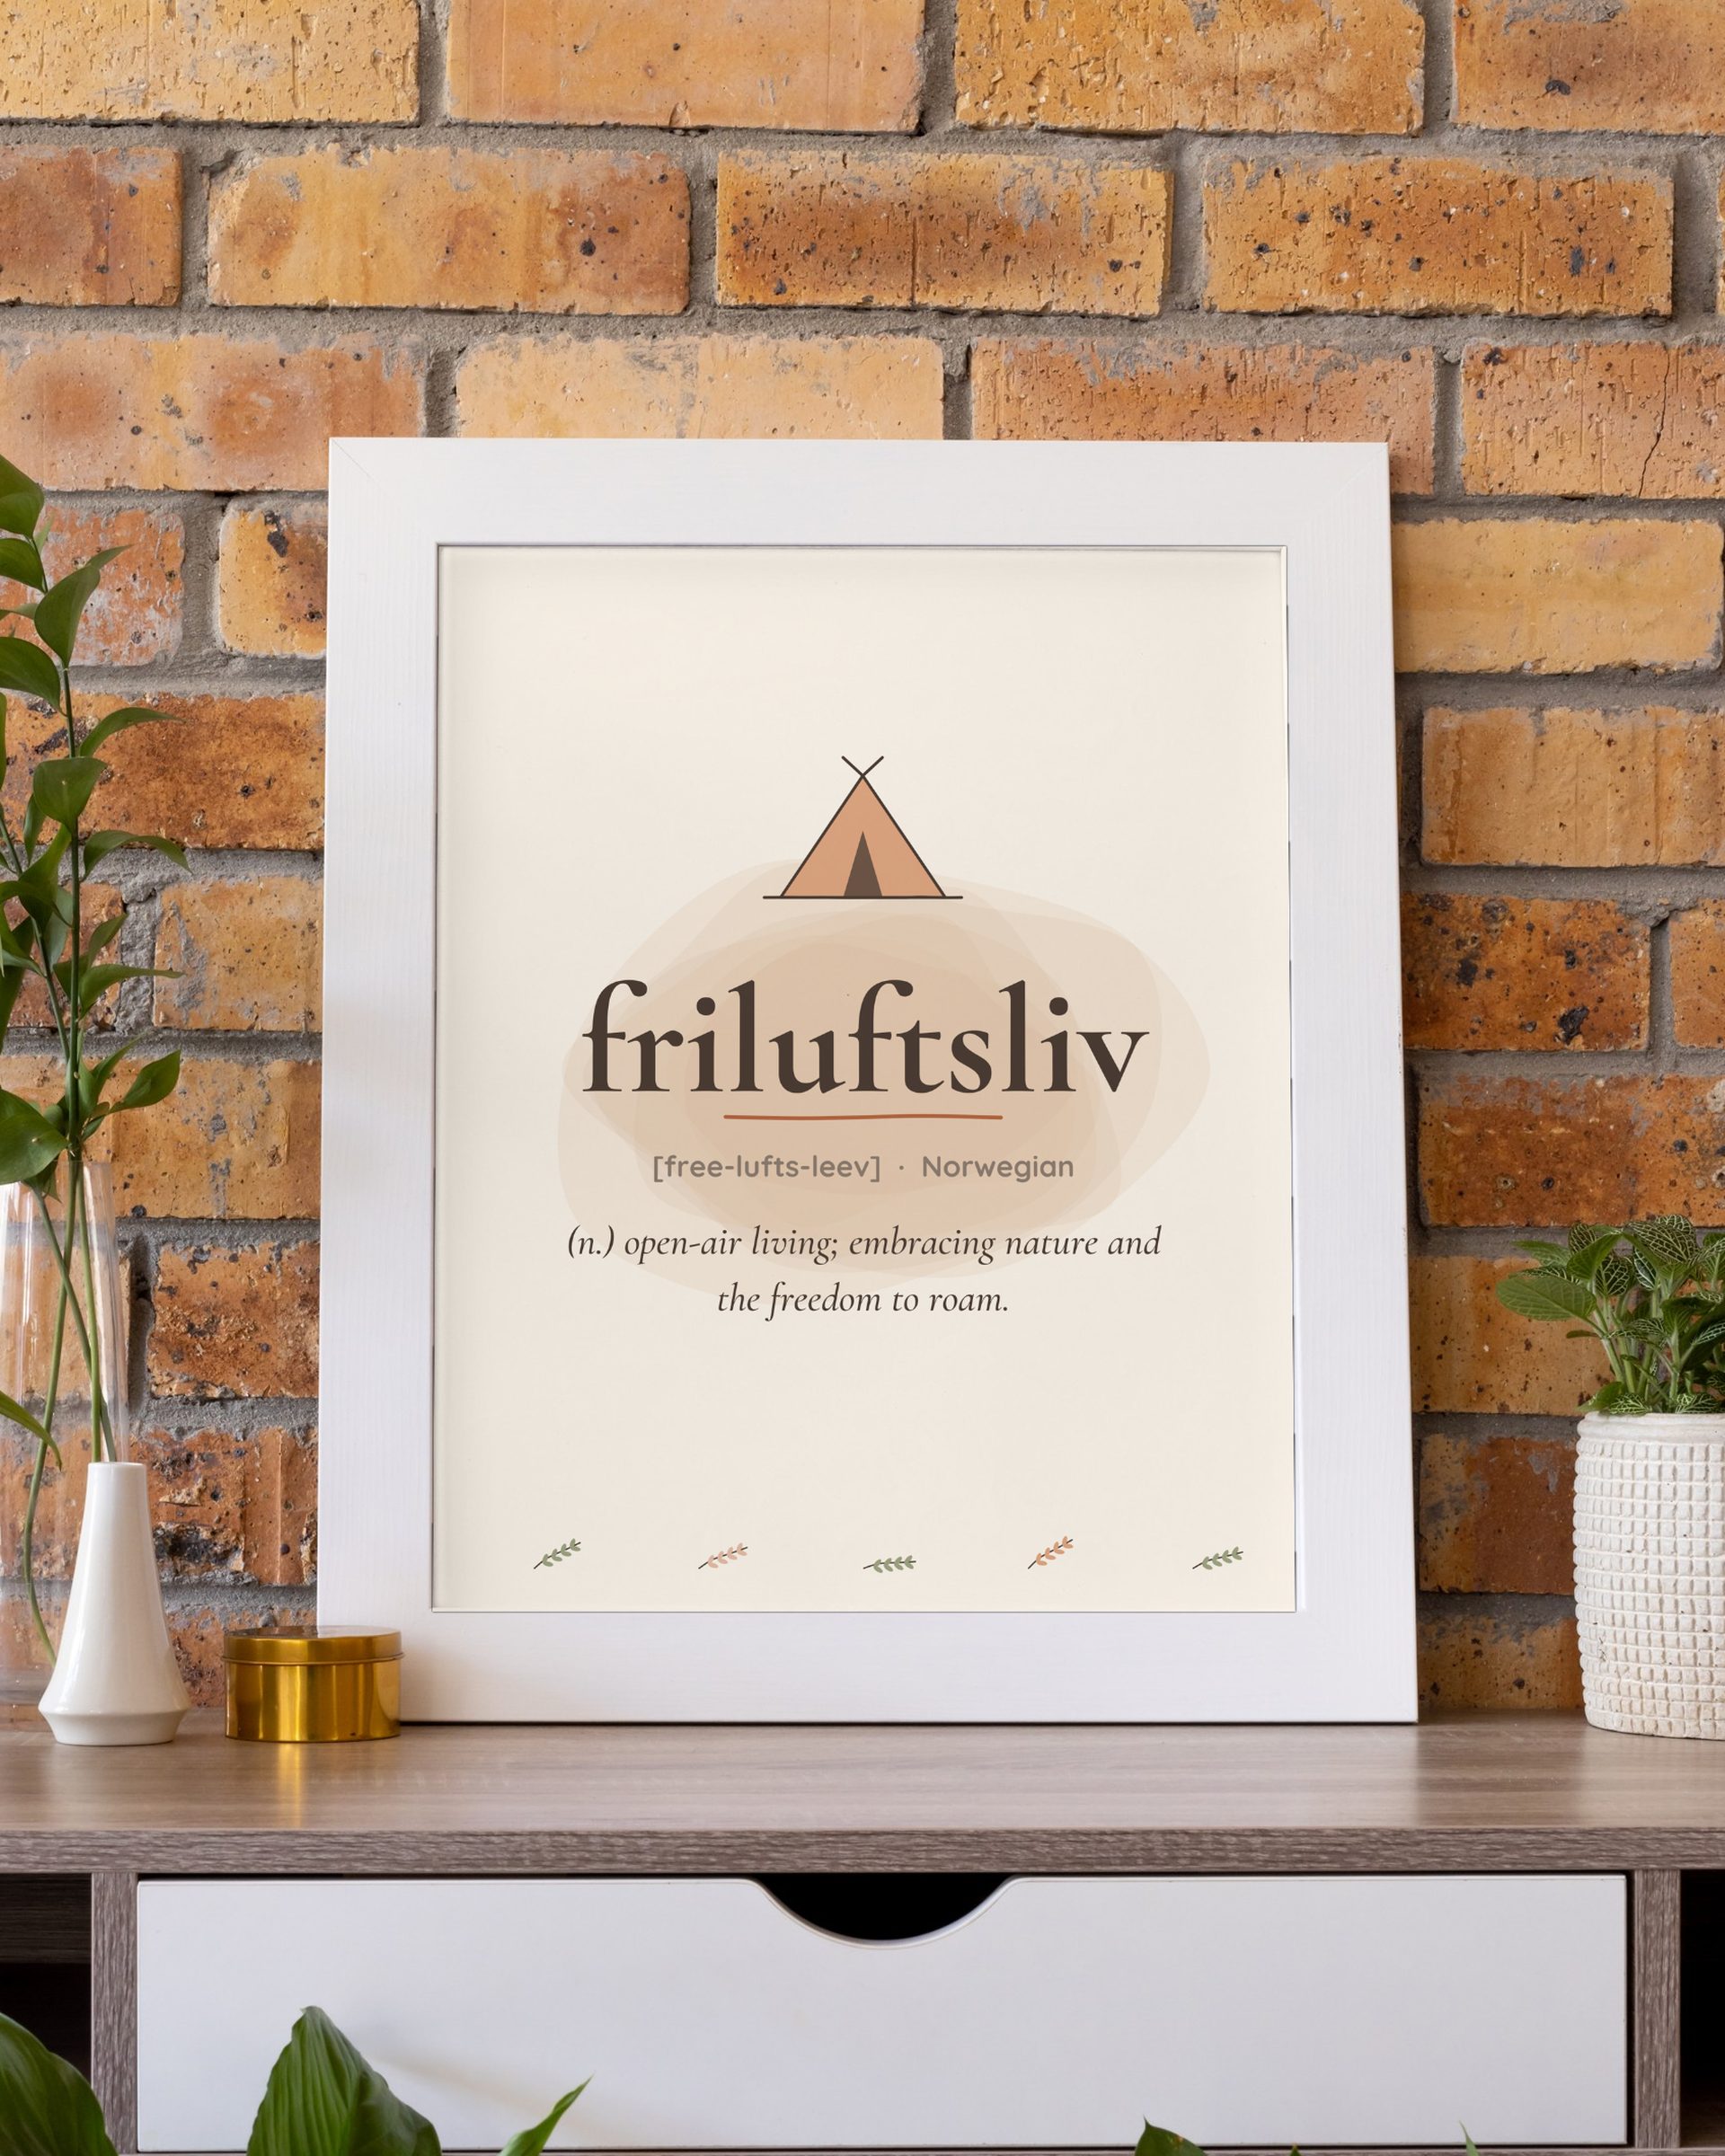 friluftsliv
[free-lufts-leev] · Norwegian
(n.) open-air living; embracing nature and
the freedom to roam.